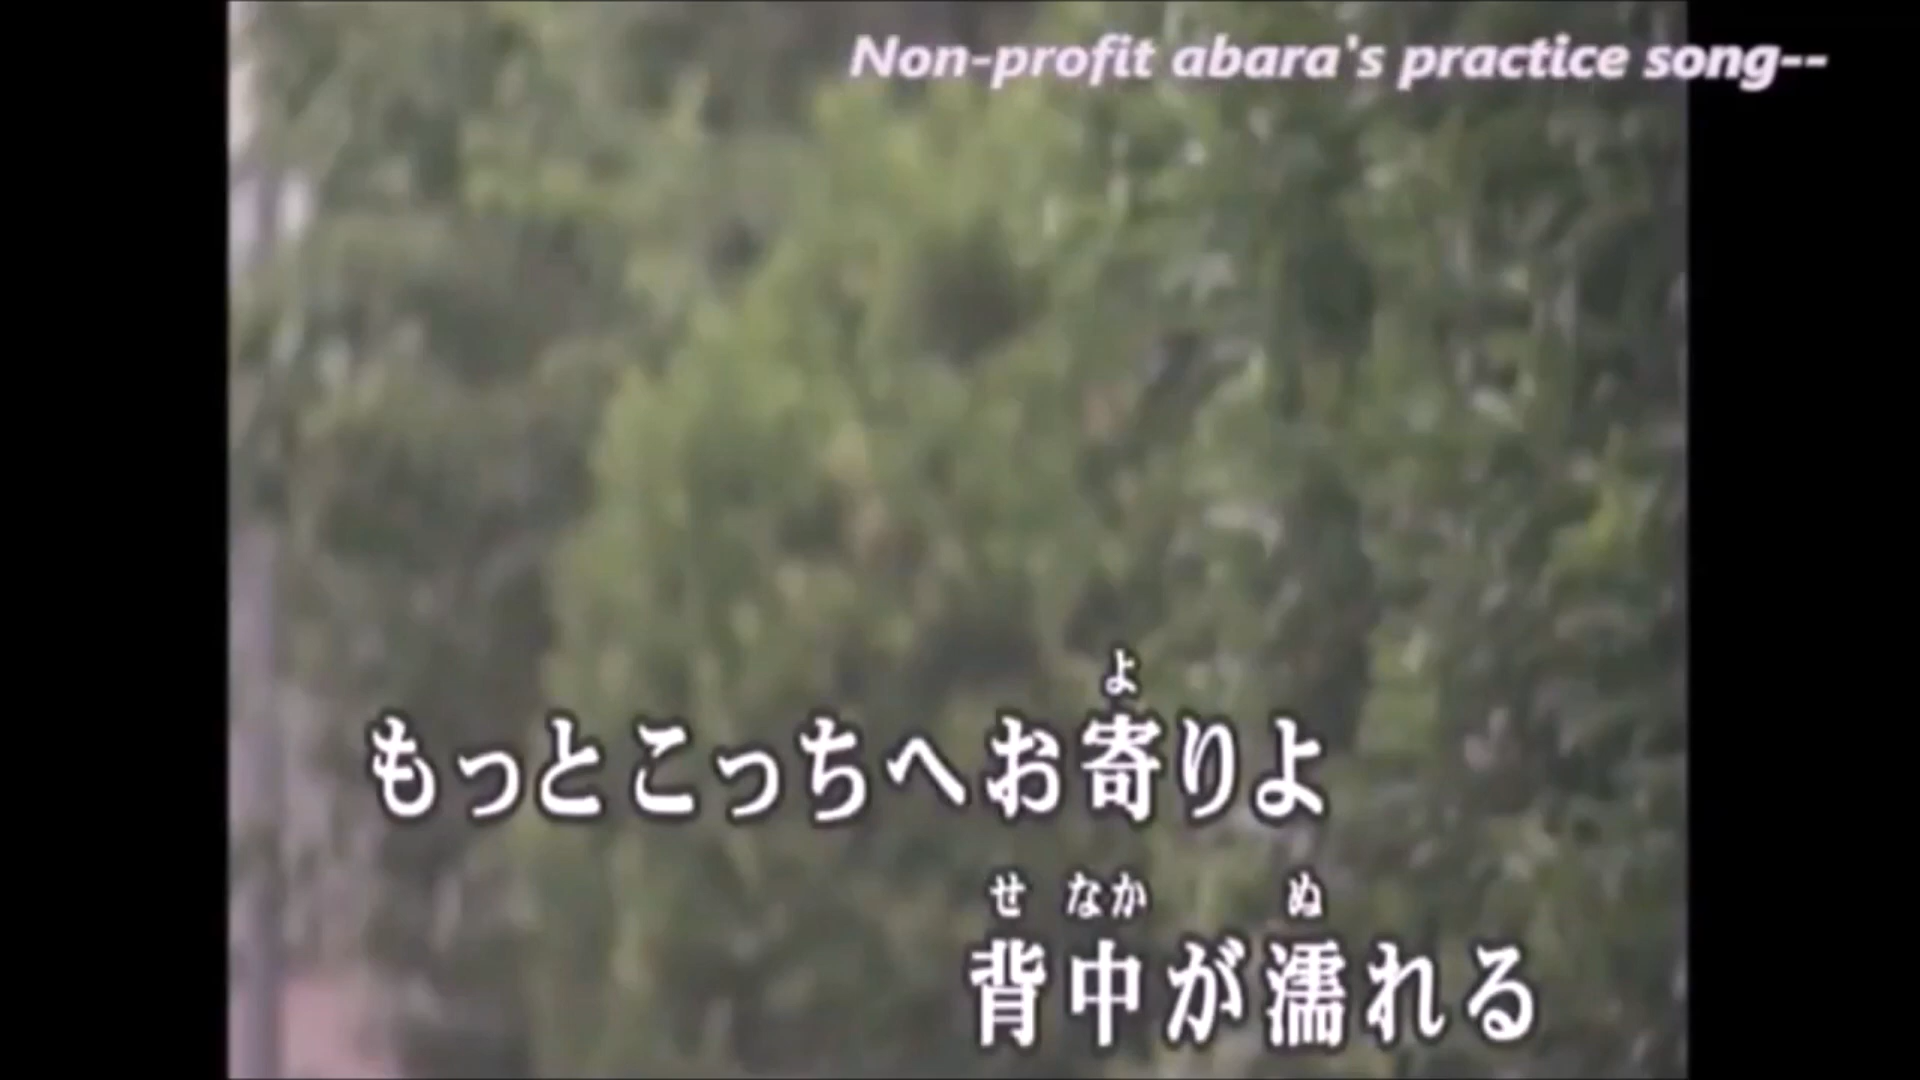 Non-profit abara's practice song--
よ
もっとこっちへお寄りよ
せ なか ぬ
背中が濡れる